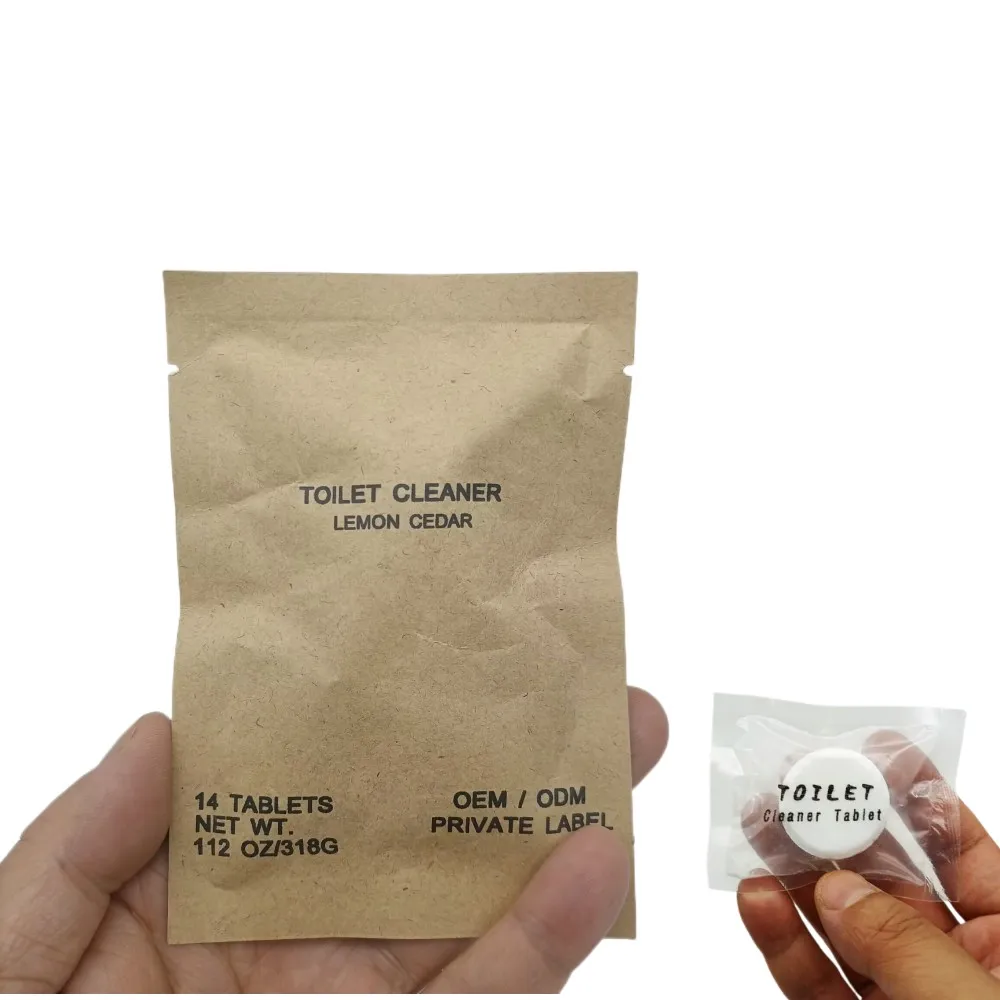 TOILET CLEANER
LEMON CEDAR
14 TABLETS
NET WT.
112 OZ/318G
OEM / ODM
PRIVATE LABEL
TOILET
Cleaner Tablet